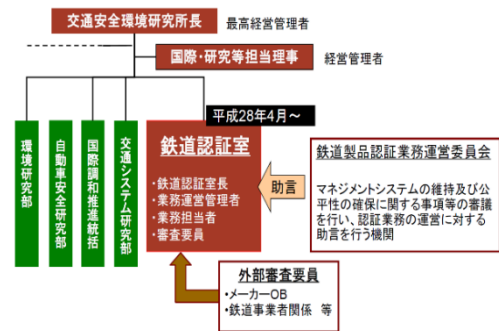 交通安全環境研究所長
最高経営管理者
国際・研究等担当理事
経営管理者
平成28年4月～
環境研究部
自動車安全研究部
国際調和推進統括
交通システム研究部
鉄道認証室
・鉄道認証室長
・業務運営管理者
・業務担当者
・審査要員
助言
鉄道製品認証業務運営委員会
マネジメントシステムの維持及び公
平性の確保に関する事項等の審議
を行い、認証業務の運営に対する
助言を行う機関
外部審査要員
・メーカーOB
・鉄道事業者関係 等